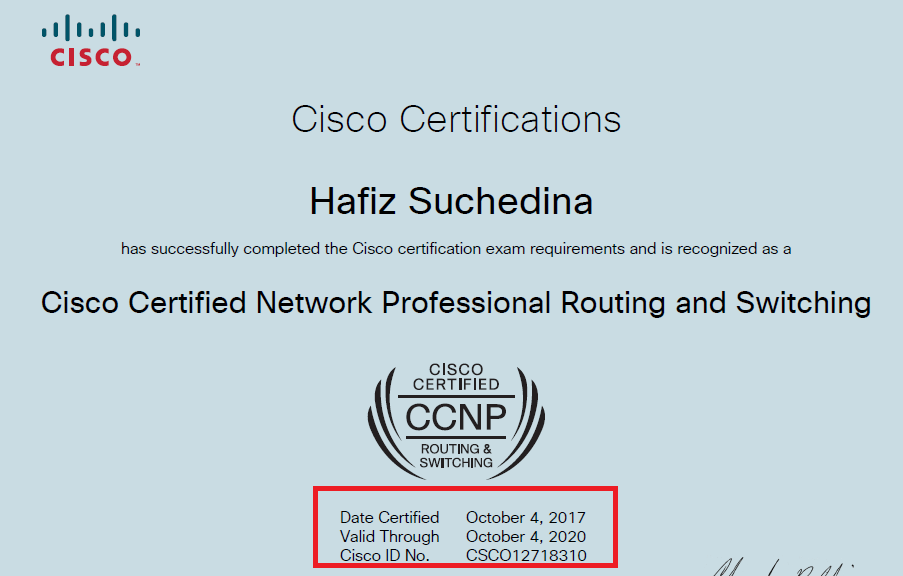 CISCO
Cisco Certifications
Hafiz Suchedina
has successfully completed the Cisco certification exam requirements and is recognized as a
Cisco Certified Network Professional Routing and Switching
CISCO
CERTIFIED
CCNP
ROUTING &
SWITCHING
Date Certified October 4, 2017
Valid Through October 4, 2020
Cisco ID No. CSCO12718310